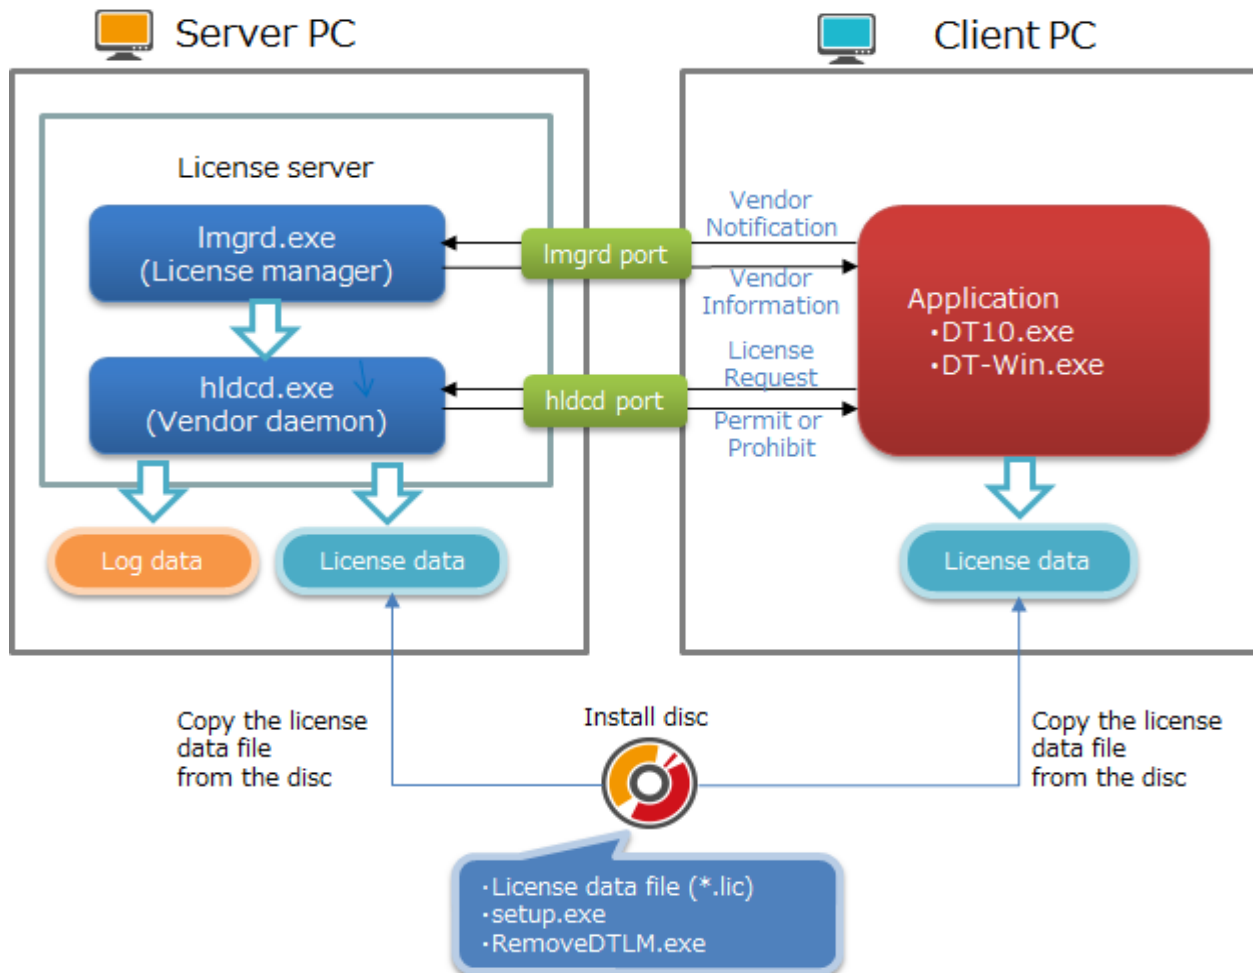 Server PC
Client PC
License server
lmgrd.exe
(License manager)
hldcd.exe
(Vendor daemon)
Log data
License data
lmgrd port
hldcd port
Vendor
Notification
Vendor
Information
License
Request
Permit or
Prohibit
Application
・DT10.exe
・DT-Win.exe
License data
Copy the license
data file
from the disc
Install disc
Copy the license
data file
from the disc
・License data file (*.lic)
・setup.exe
・RemoveDTLM.exe